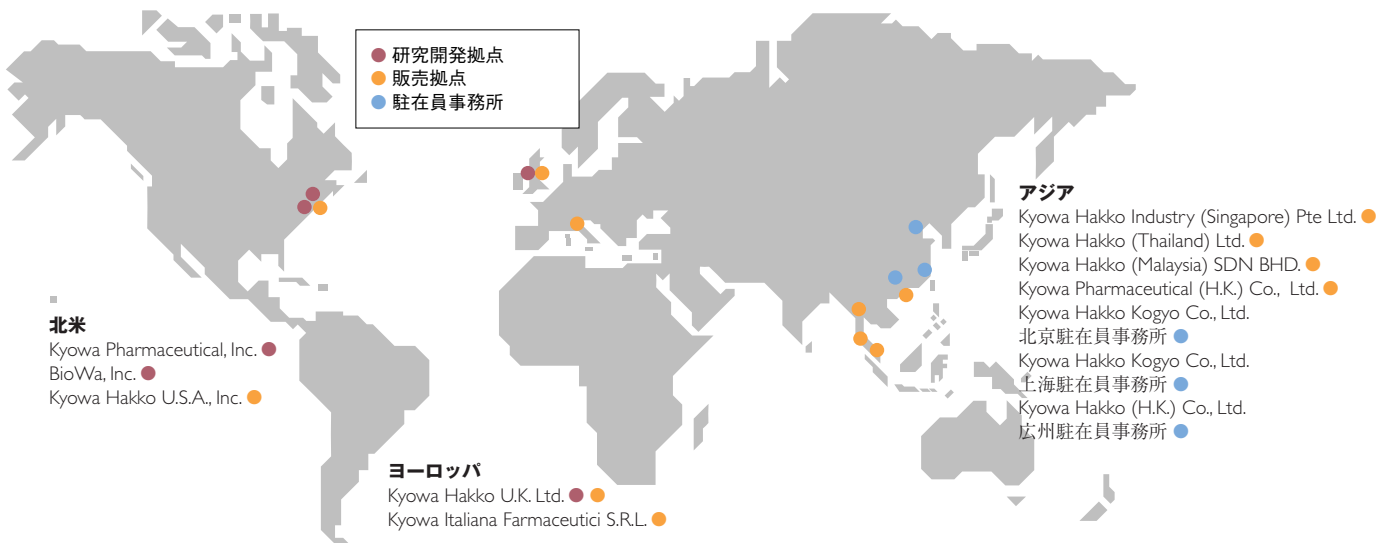 研究開発拠点
販売拠点
駐在員事務所
北米
Kyowa Pharmaceutical, Inc.
BioWa, Inc.
Kyowa Hakko U.S.A., Inc.
ヨーロッパ
Kyowa Hakko U.K. Ltd.
Kyowa Italiana Farmaceutici S.R.L.
アジア
Kyowa Hakko Industry (Singapore) Pte Ltd.
Kyowa Hakko (Thailand) Ltd.
Kyowa Hakko (Malaysia) SDN BHD.
Kyowa Pharmaceutical (H.K.) Co., Ltd.
Kyowa Hakko Kogyo Co., Ltd.
北京駐在員事務所
Kyowa Hakko Kogyo Co., Ltd.
上海駐在員事務所
Kyowa Hakko (H.K.) Co., Ltd.
広州駐在員事務所